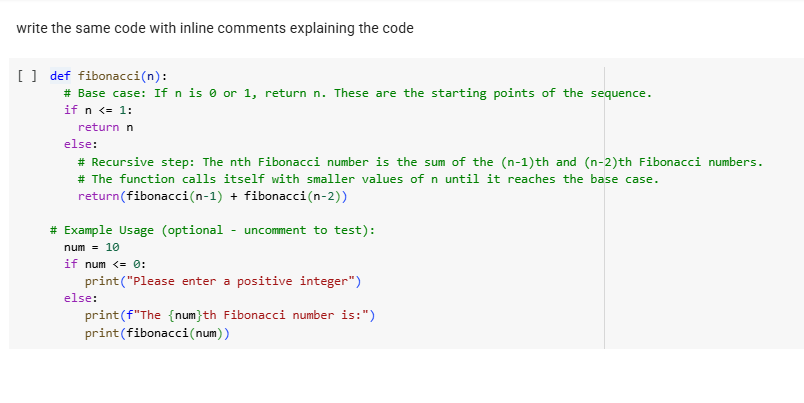 write the same code with inline comments explaining the code
[ ] def fibonacci(n):
# Base case: If n is 0 or 1, return n. These are the starting points of the sequence.
if n <= 1:
return n
else:
# Recursive step: The nth Fibonacci number is the sum of the (n-1)th and (n-2)th Fibonacci numbers.
# The function calls itself with smaller values of n until it reaches the base case.
return(fibonacci(n-1) + fibonacci(n-2))
# Example Usage (optional - uncomment to test):
num = 10
if num <= 0:
print("Please enter a positive integer")
else:
print(f"The {num}th Fibonacci number is:")
print(fibonacci(num))